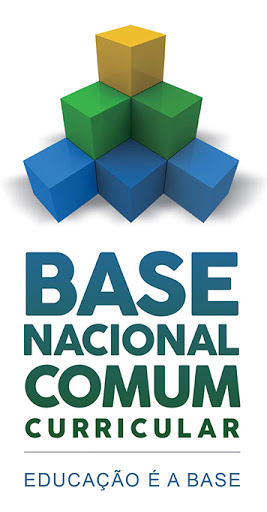 BASE
NACIONAL
COMUM
CURRICULAR
EDUCAÇÃO É A BASE